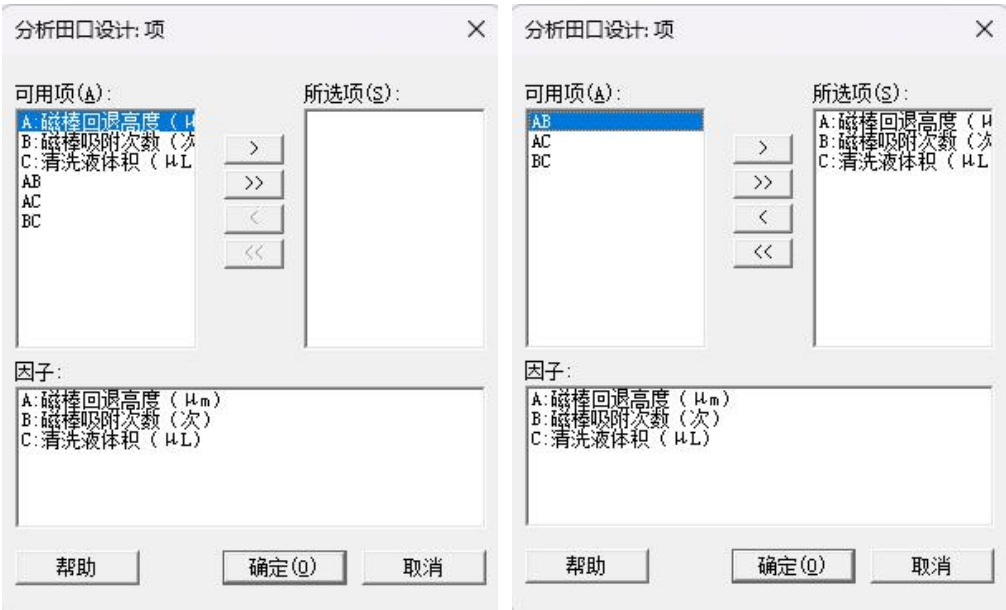 分析田口设计: 项
可用项(A):
所选项(S):
A:磁棒回退高度（μ
B:磁棒吸附次数（次
C:清洗液体积（μL
AB
AC
BC
>
>>
<
<<
因子:
A:磁棒回退高度（μm）
B:磁棒吸附次数（次）
C:清洗液体积（μL）
帮助
确定(O)
取消
分析田口设计: 项
可用项(A):
所选项(S):
AB
AC
BC
>
>>
<
<<
A:磁棒回退高度（μ
B:磁棒吸附次数（次
C:清洗液体积（μL
因子:
A:磁棒回退高度（μm）
B:磁棒吸附次数（次）
C:清洗液体积（μL）
帮助
确定(O)
取消